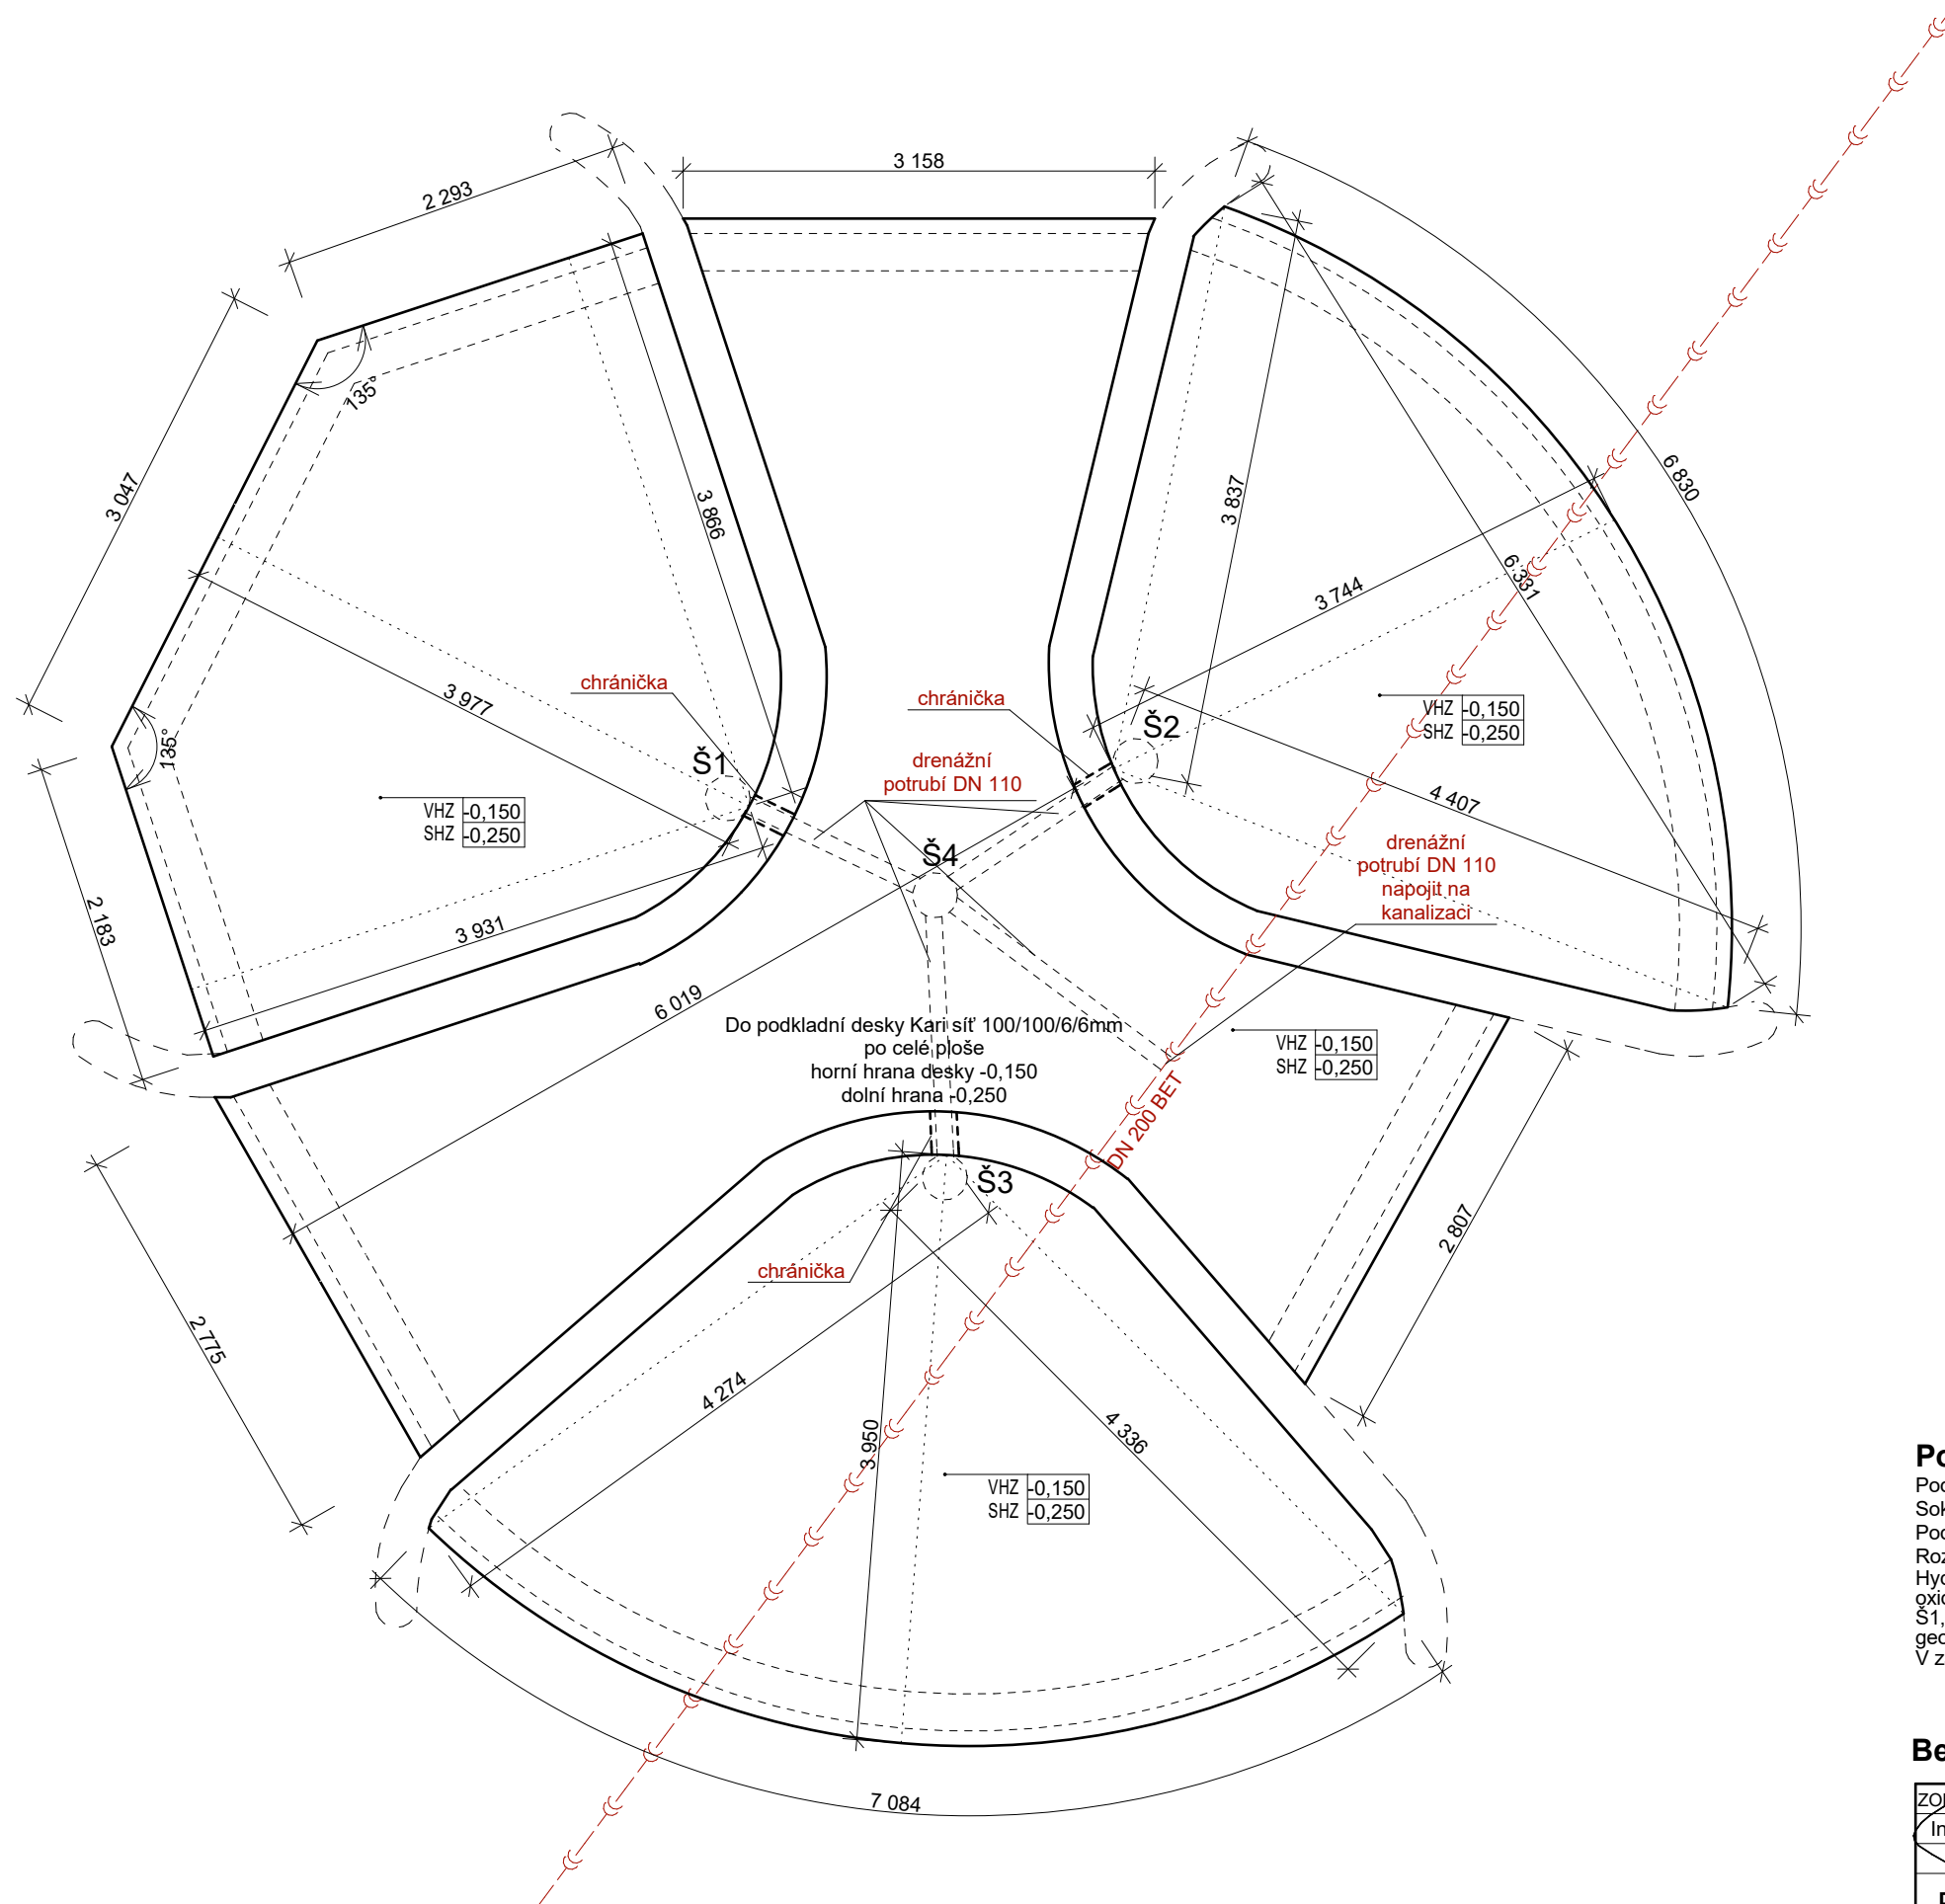 3 158
2 293
135°
3 047
3 866
3 837
6 830
6 331
3 744
chránička
3 977
chránička
Š2
VHZ -0,150
SHZ -0,250
135°
Š1
drenážní
potrubí DN 110
VHZ -0,150
SHZ -0,250
4 407
Š4
drenážní
potrubí DN 110
napojit na
kanalizaci
2 183
3 931
6 019
Do podkladní desky Kari síť 100/100/6/6mm
po celé ploše
horní hrana desky -0,150
dolní hrana -0,250
VHZ -0,150
SHZ -0,250
DN 200 BET
Š3
2 807
chránička
2 775
4 274
3 950
4 336
VHZ -0,150
SHZ -0,250
7 084
Š1,
V z